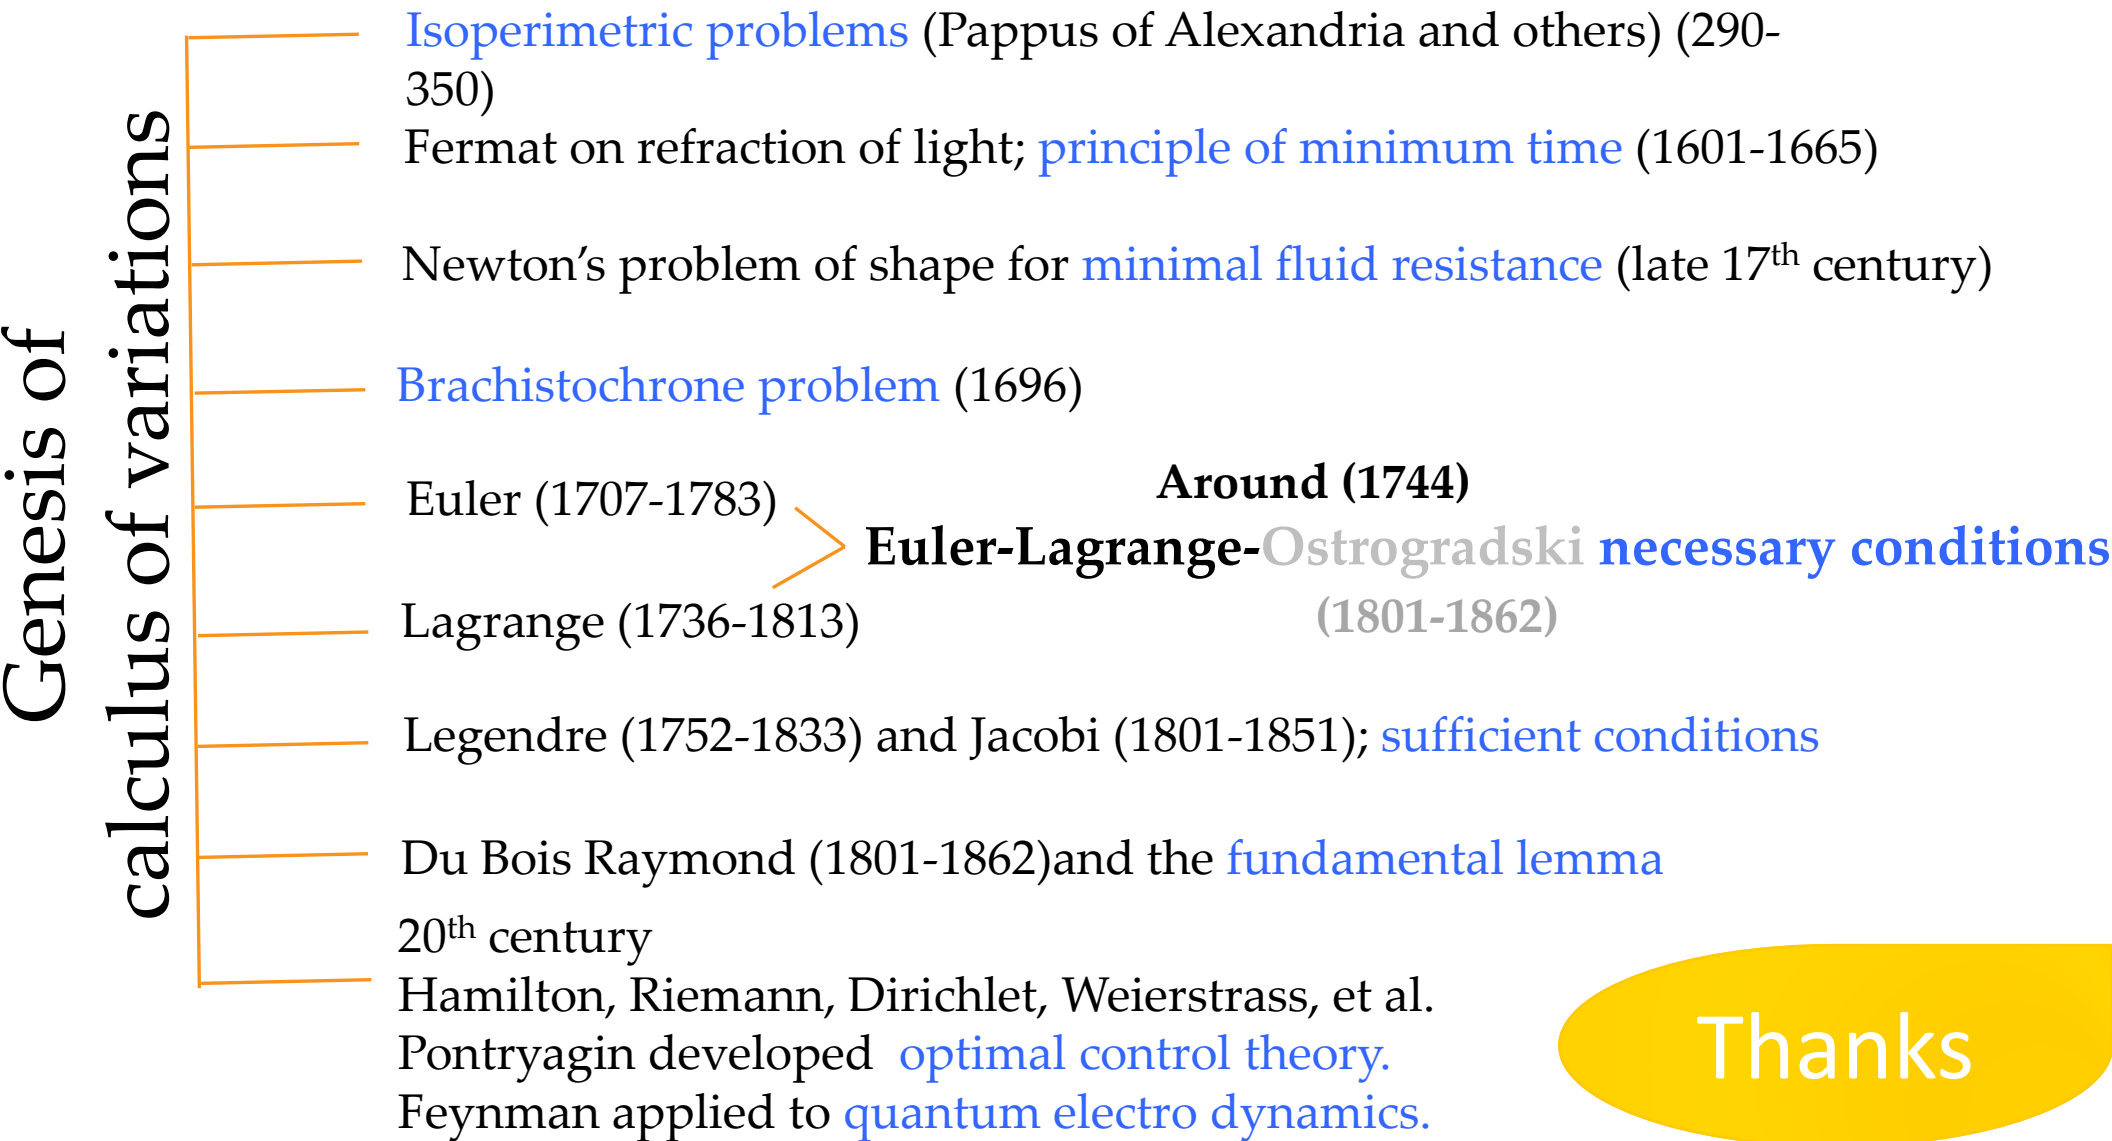 Genesis of
calculus of variations
Isoperimetric problems (Pappus of Alexandria and others) (290-
350)
Fermat on refraction of light; principle of minimum time (1601-1665)
Newton’s problem of shape for minimal fluid resistance (late 17th century)
Brachistochrone problem (1696)
Euler (1707-1783)
Around (1744)
Euler-Lagrange-Ostrogradski necessary conditions
(1801-1862)
Lagrange (1736-1813)
Legendre (1752-1833) and Jacobi (1801-1851); sufficient conditions
Du Bois Raymond (1801-1862)and the fundamental lemma
20th century
Hamilton, Riemann, Dirichlet, Weierstrass, et al.
Pontryagin developed optimal control theory.
Feynman applied to quantum electro dynamics.
Thanks